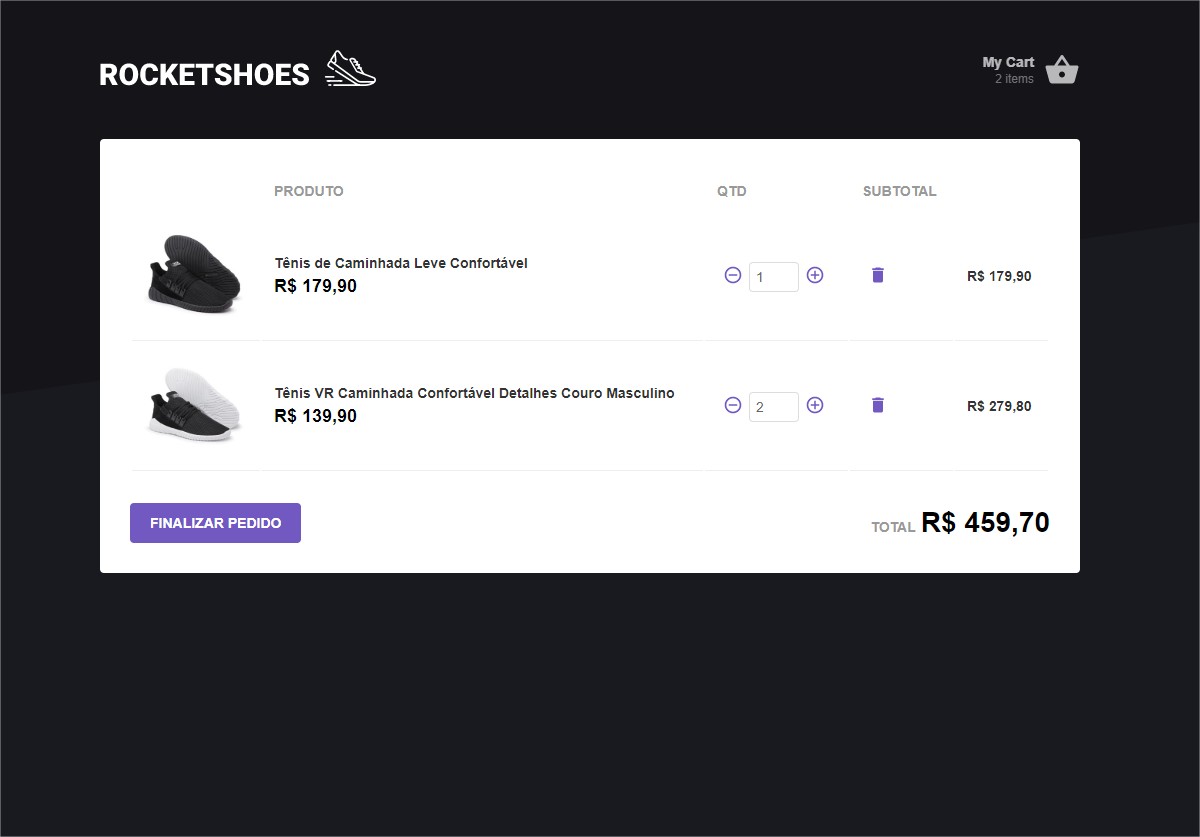 ROCKETSHOES
My Cart
2 items
PRODUTO QTD SUBTOTAL
Tênis de Caminhada Leve Confortável
R$ 179,90
1
R$ 179,90
Tênis VR Caminhada Confortável Detalhes Couro Masculino
R$ 139,90
2
R$ 279,80
FINALIZAR PEDIDO
TOTAL R$ 459,70